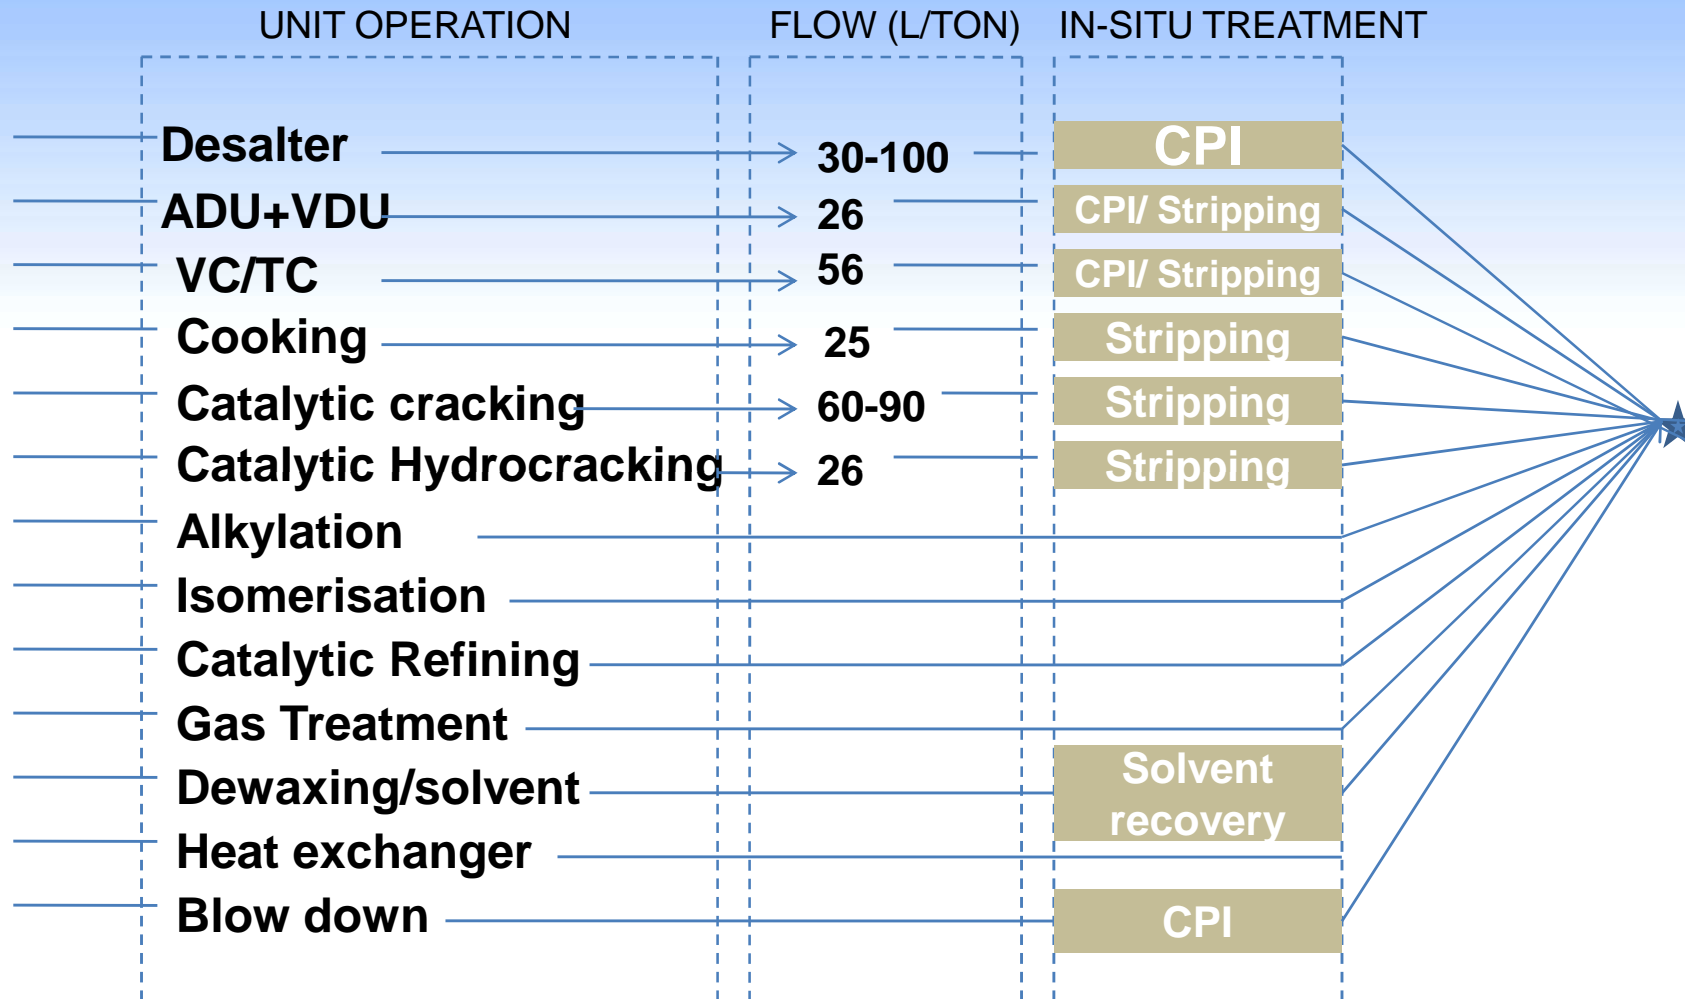 UNIT OPERATION FLOW (L/TON) IN-SITU TREATMENT
Desalter 30-100 CPI
ADU+VDU 26 CPI/ Stripping
VC/TC 56 CPI/ Stripping
Cooking 25 Stripping
Catalytic cracking 60-90 Stripping
Catalytic Hydrocracking 26 Stripping
Alkylation
Isomerisation
Catalytic Refining
Gas Treatment
Dewaxing/solvent Solvent
recovery
Heat exchanger
Blow down CPI